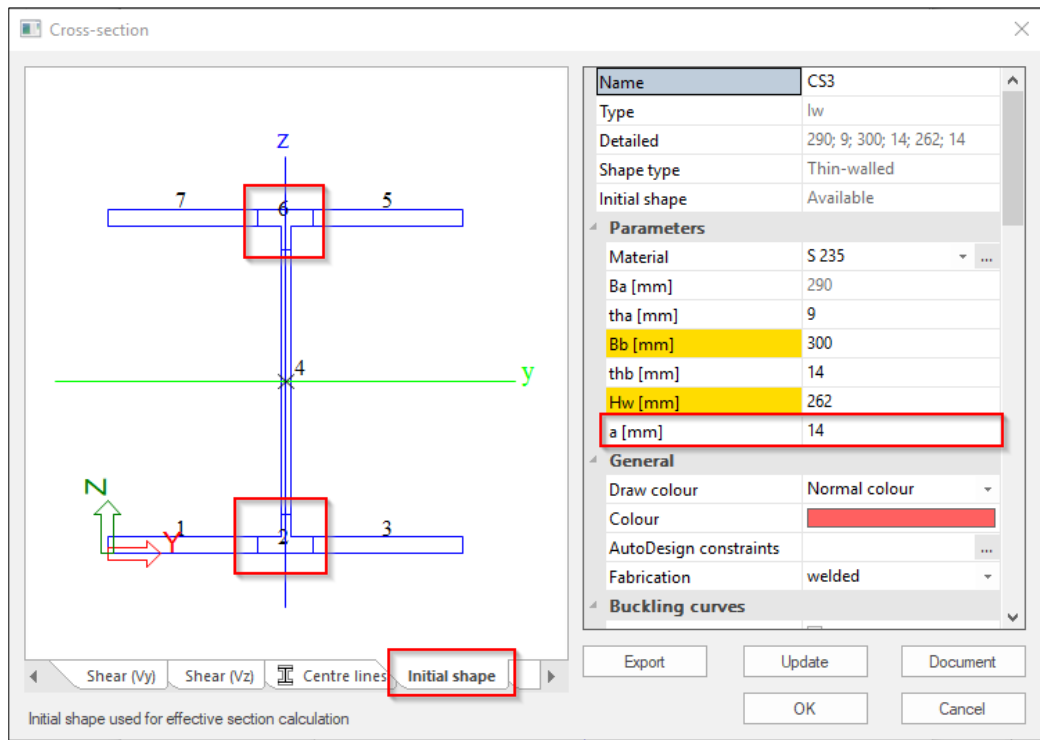 Cross-section
z
7
6
5
4
y
Z
1
Y
2
3
Shear (Vy)
Shear (Vz)
Centre lines
Initial shape
Initial shape used for effective section calculation
Name CS3
Type Iw
Detailed 290; 9; 300; 14; 262; 14
Shape type Thin-walled
Initial shape Available
Parameters
Material S 235 ...
Ba [mm] 290
tha [mm] 9
Bb [mm] 300
thb [mm] 14
Hw [mm] 262
a [mm] 14
General
Draw colour Normal colour
Colour
AutoDesign constraints ...
Fabrication welded
Buckling curves
Export
Update
Document
OK
Cancel